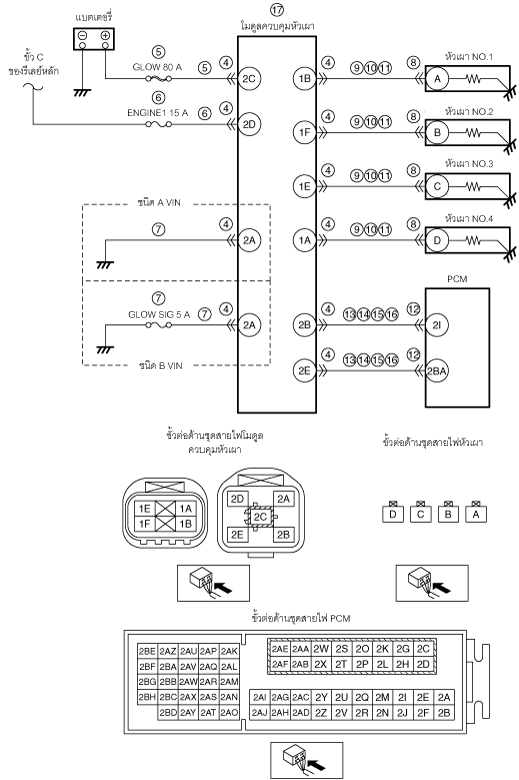 ⑰
โมดูลควบคุมหัวเผา
แบตเตอรี่
− +
ขั้ว C
ของรีเลย์หลัก
⑤
GLOW 80 A
⑤ ④
2C
⑥
ENGINE1 15 A
⑥ ④
2D
ชนิด A VIN
⑦ ④
2A
⑦
GLOW SIG 5 A
⑦ ④
2A
ชนิด B VIN
1B ④ ⑨⑩⑪ ⑧ A
หัวเผา NO.1
1F ④ ⑨⑩⑪ ⑧ B
หัวเผา NO.2
1E ④ ⑨⑩⑪ ⑧ C
หัวเผา NO.3
1A ④ ⑨⑩⑪ ⑧ D
หัวเผา NO.4
PCM
2B ④ ⑬⑭⑮⑯ ⑫ 2I
2E ④ ⑬⑭⑮⑯ ⑫ 2BA
ขั้วต่อด้านชุดสายไฟโมดูล
ควบคุมหัวเผา
1E 1A
1F 1B
2D 2A
2C
2E 2B
ขั้วต่อด้านชุดสายไฟหัวเผา
D C B A
ขั้วต่อด้านชุดสายไฟ PCM
2BE 2AZ 2AU 2AP 2AK
2BF 2BA 2AV 2AQ 2AL
2BG 2BB 2AW 2AR 2AM
2BH 2BC 2AX 2AS 2AN
2BD 2AY 2AT 2AO
2AE 2AA 2W 2S 2O 2K 2G 2C
2AF 2AB 2X 2T 2P 2L 2H 2D
2AI 2AG 2AC 2Y 2U 2Q 2M 2I 2E 2A
2AJ 2AH 2AD 2Z 2V 2R 2N 2J 2F 2B